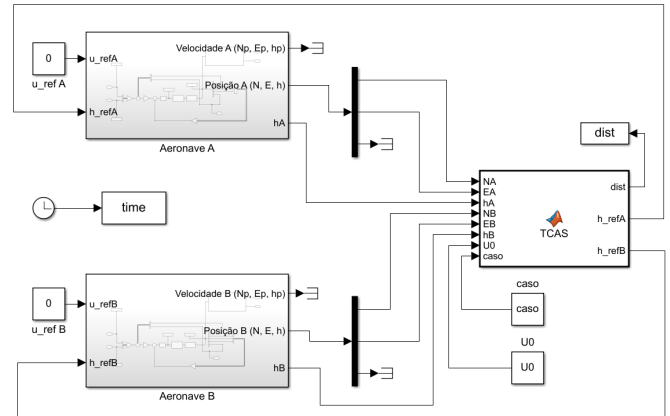 0
u_ref A
u_refA
h_refA
Velocidade A (Np, Ep, hp)
Posição A (N, E, h)
hA
Aeronave A
time
dist
NA
EA
hA
NB
EB
hB
U0
caso
TCAS
dist
h_refA
h_refB
0
u_ref B
u_refB
h_refB
Velocidade B (Np, Ep, hp)
Posição B (N, E, h)
hB
Aeronave B
caso
caso
U0
U0